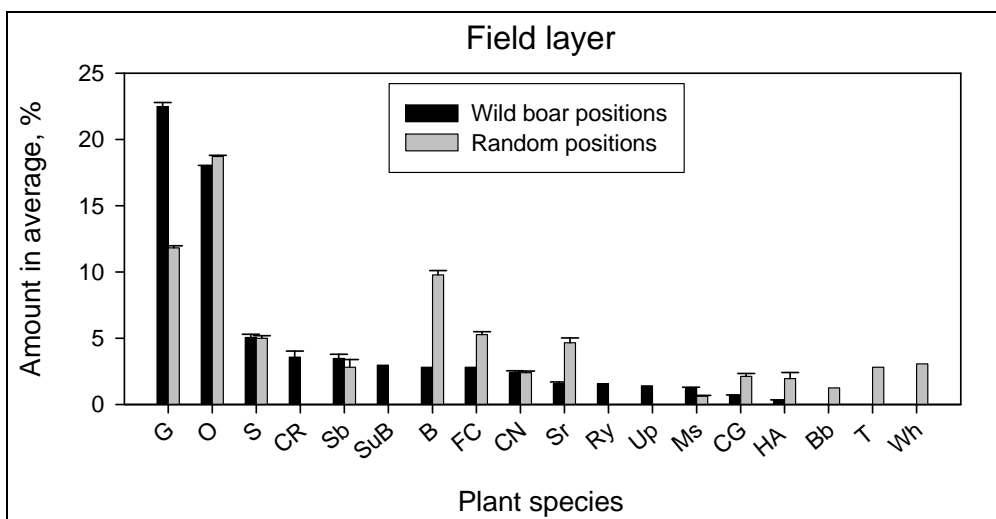 Field layer
Amount in average, %
25
20
15
10
5
0
Wild boar positions
Random positions
G O S CR Sb SuB B FC CN Sr Ry Up Ms CG HA Bb T Wh
Plant species